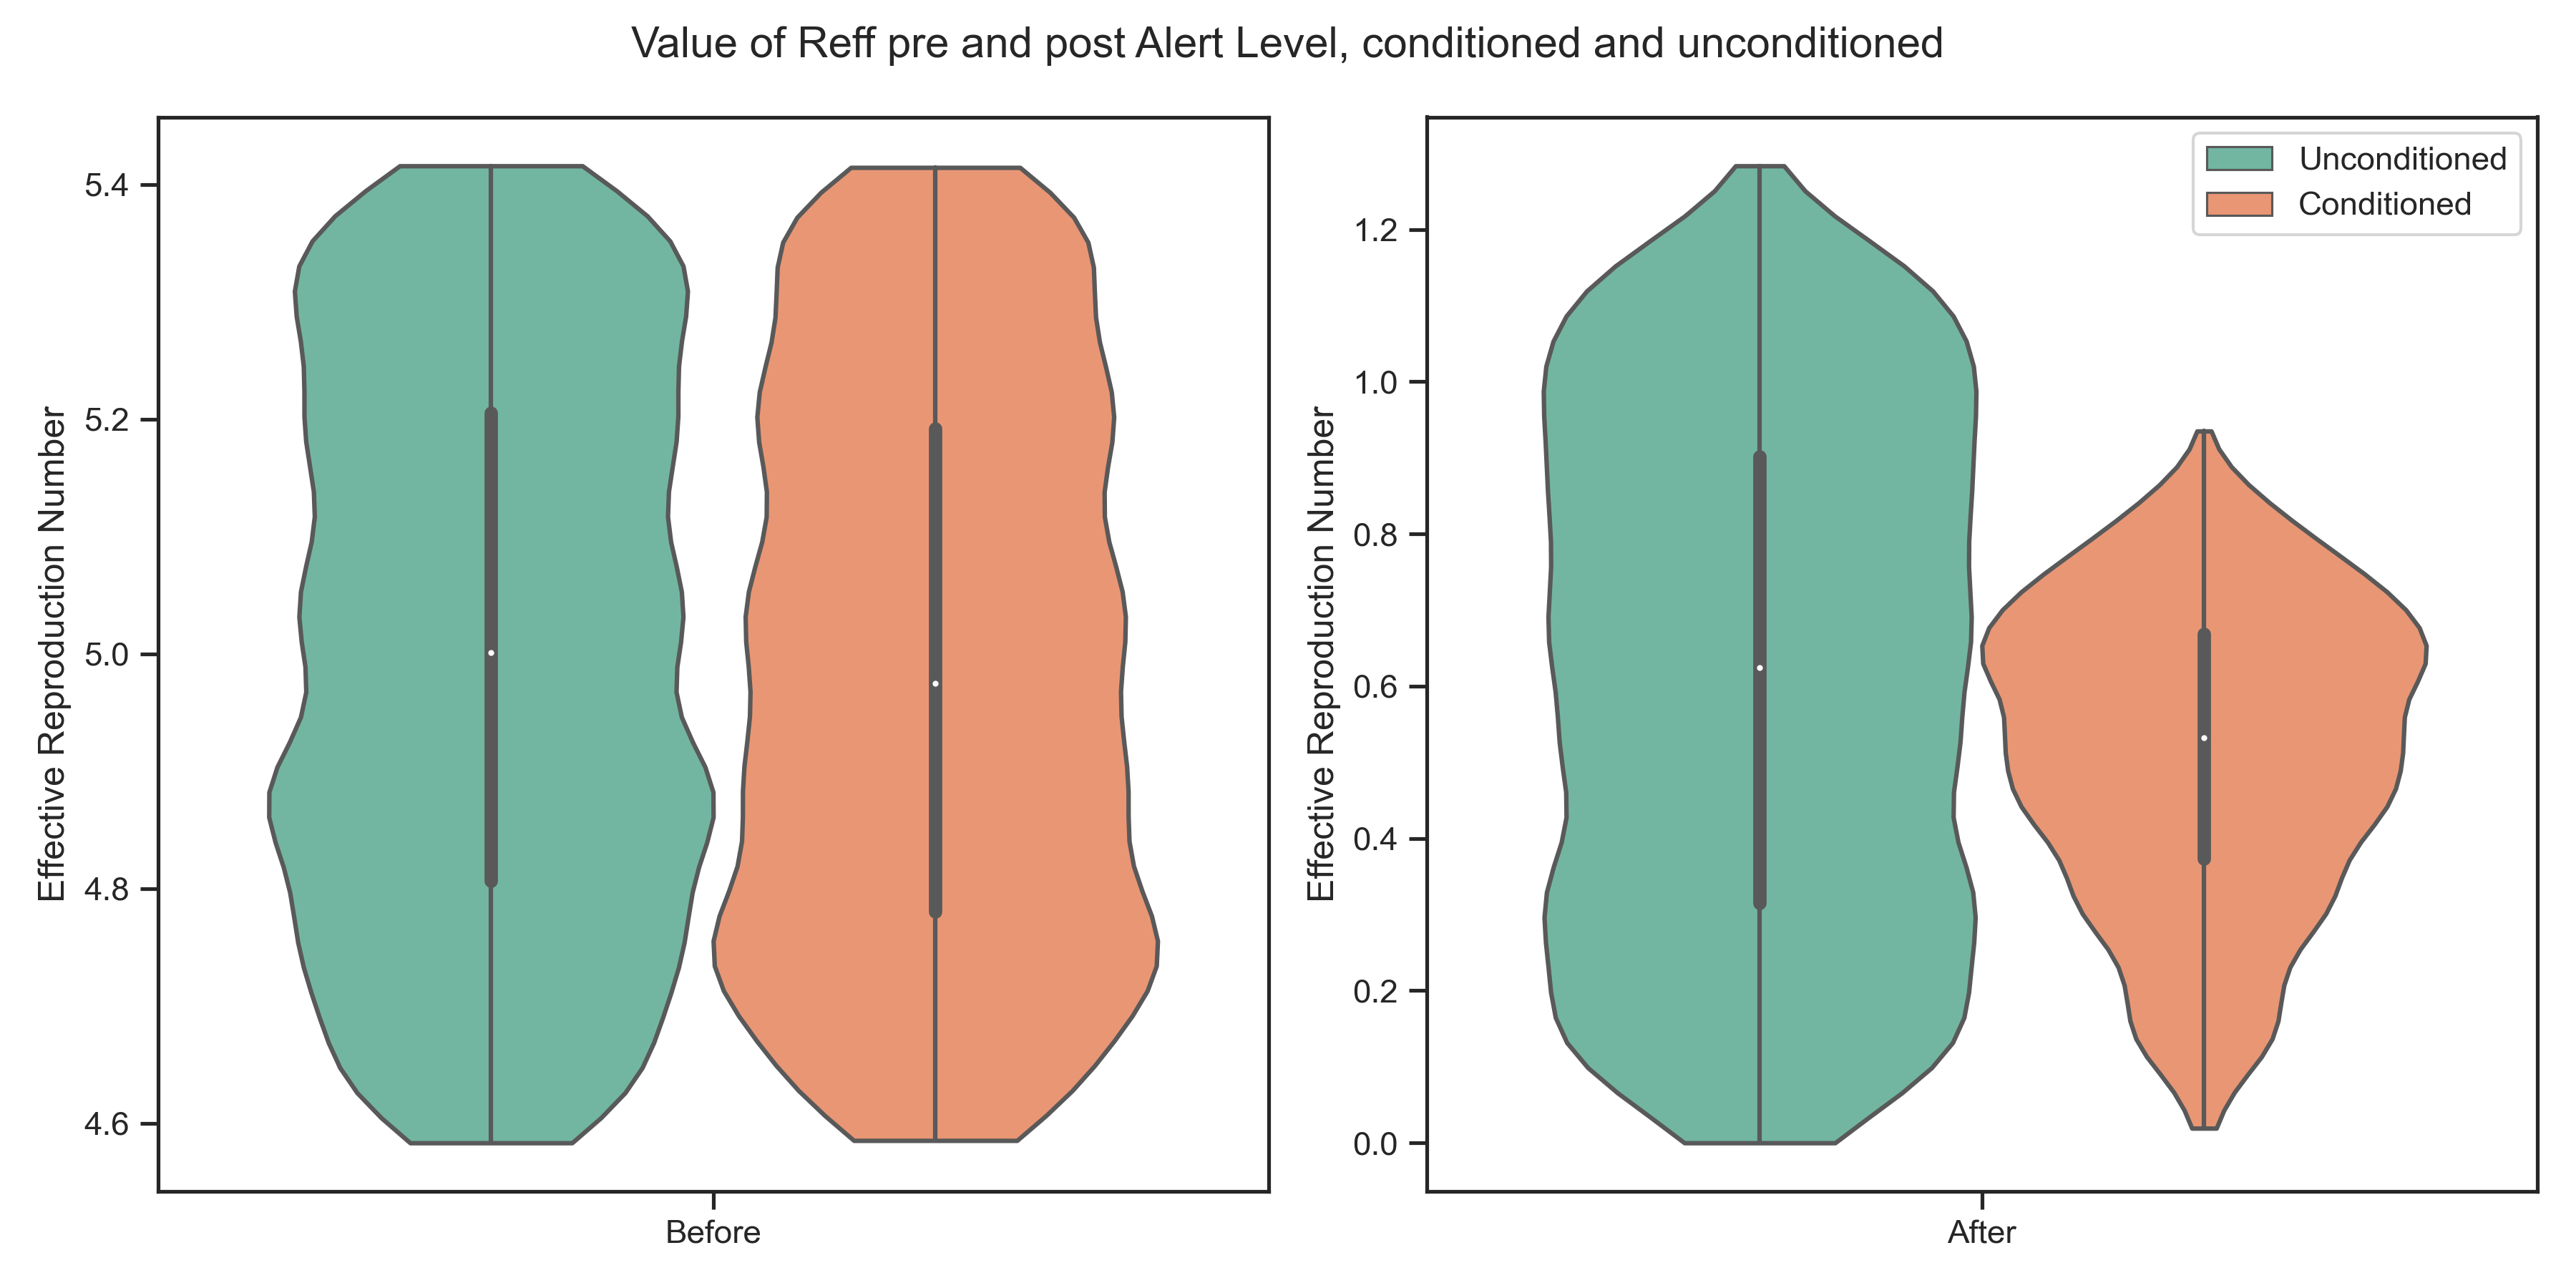 Value of Reff pre and post Alert Level, conditioned and unconditioned
Effective Reproduction Number
5.4
5.2
5.0
4.8
4.6
Before
Effective Reproduction Number
1.2
1.0
0.8
0.6
0.4
0.2
0.0
After
Unconditioned
Conditioned